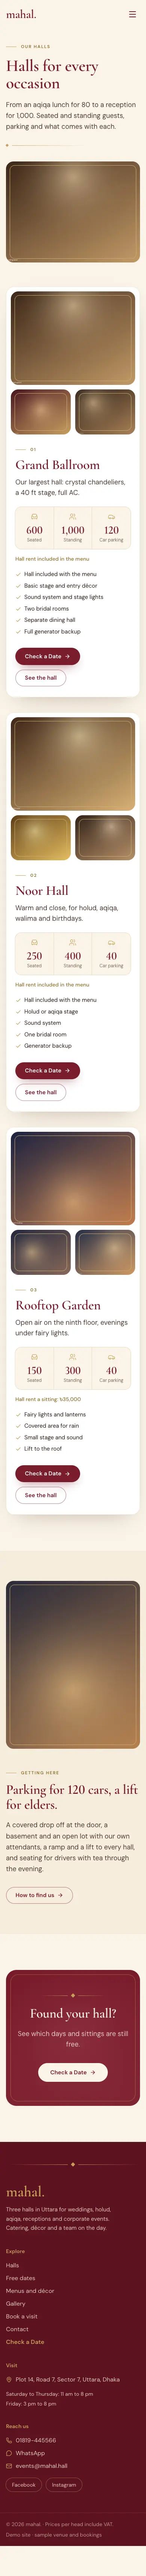 mahal.
OUR HALLS
Halls for every
occasion
From an aqiqa lunch for 80 to a reception
for 1,000. Seated and standing guests,
parking and what comes with each.
01
Grand Ballroom
Our largest hall: crystal chandeliers,
a 40 ft stage, full AC.
600 1,000 120
Seated Standing Car parking
Hall rent included in the menu
Hall included with the menu
Basic stage and entry décor
Sound system and stage lights
Two bridal rooms
Separate dining hall
Full generator backup
Check a Date →
See the hall
02
Noor Hall
Warm and close, for holud, aqiqa,
walima and birthdays.
250 400 40
Seated Standing Car parking
Hall rent included in the menu
Hall included with the menu
Holud or aqiqa stage
Sound system
One bridal room
Generator backup
Check a Date →
See the hall
03
Rooftop Garden
Open air on the ninth floor, evenings
under fairy lights.
150 300 40
Seated Standing Car parking
Hall rent a sitting: ৳35,000
Fairy lights and lanterns
Covered area for rain
Small stage and sound
Lift to the roof
Check a Date →
See the hall
GETTING HERE
Parking for 120 cars, a lift
for elders.
A covered drop off at the door, a
basement and an open lot with our own
attendants, a ramp and a lift to every hall,
and seating for drivers with tea through
the evening.
How to find us →
Found your hall?
See which days and sittings are still
free.
Check a Date →
mahal.
Three halls in Uttara for weddings, holud,
aqiqa, receptions and corporate events.
Catering, décor and a team on the day.
Explore
Halls
Free dates
Menus and décor
Gallery
Book a visit
Contact
Check a Date
Visit
Plot 14, Road 7, Sector 7, Uttara, Dhaka
Saturday to Thursday: 11 am to 8 pm
Friday: 3 pm to 8 pm
Reach us
01819-445566
WhatsApp
events@mahal.hall
Facebook Instagram
© 2026 mahal. Prices per head include VAT.
Demo site · sample venue and bookings